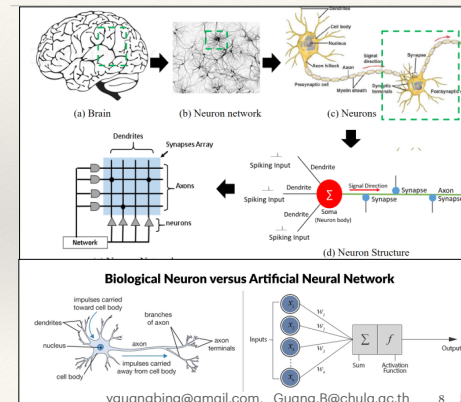 Dendrites
Cell body
Nucleus
Axon hillock
Axon
Signal direction
Synapse
Presynaptic cell
Myelin sheath
Synaptic terminals
Postsynaptic
(a) Brain
(b) Neuron network
(c) Neurons
Dendrites
Synapses Array
Axons
neurons
Network
Spiking Input
Dendrite
Spiking Input
Dendrite
Dendrite
Spiking Input
Σ
Signal Direction
Soma
(Neuron body)
Synapse
Synapse
Axon
Synapse
(d) Neuron Structure
Biological Neuron versus Artificial Neural Network
impulses carried
toward cell body
dendrites
nucleus
cell body
axon
branches
of axon
axon
terminals
impulses carried
away from cell body
Inputs
Σ
f
Sum
Activation
Function
Output
yguangbing@gmail.com, Guang.B@chula.ac.th
8